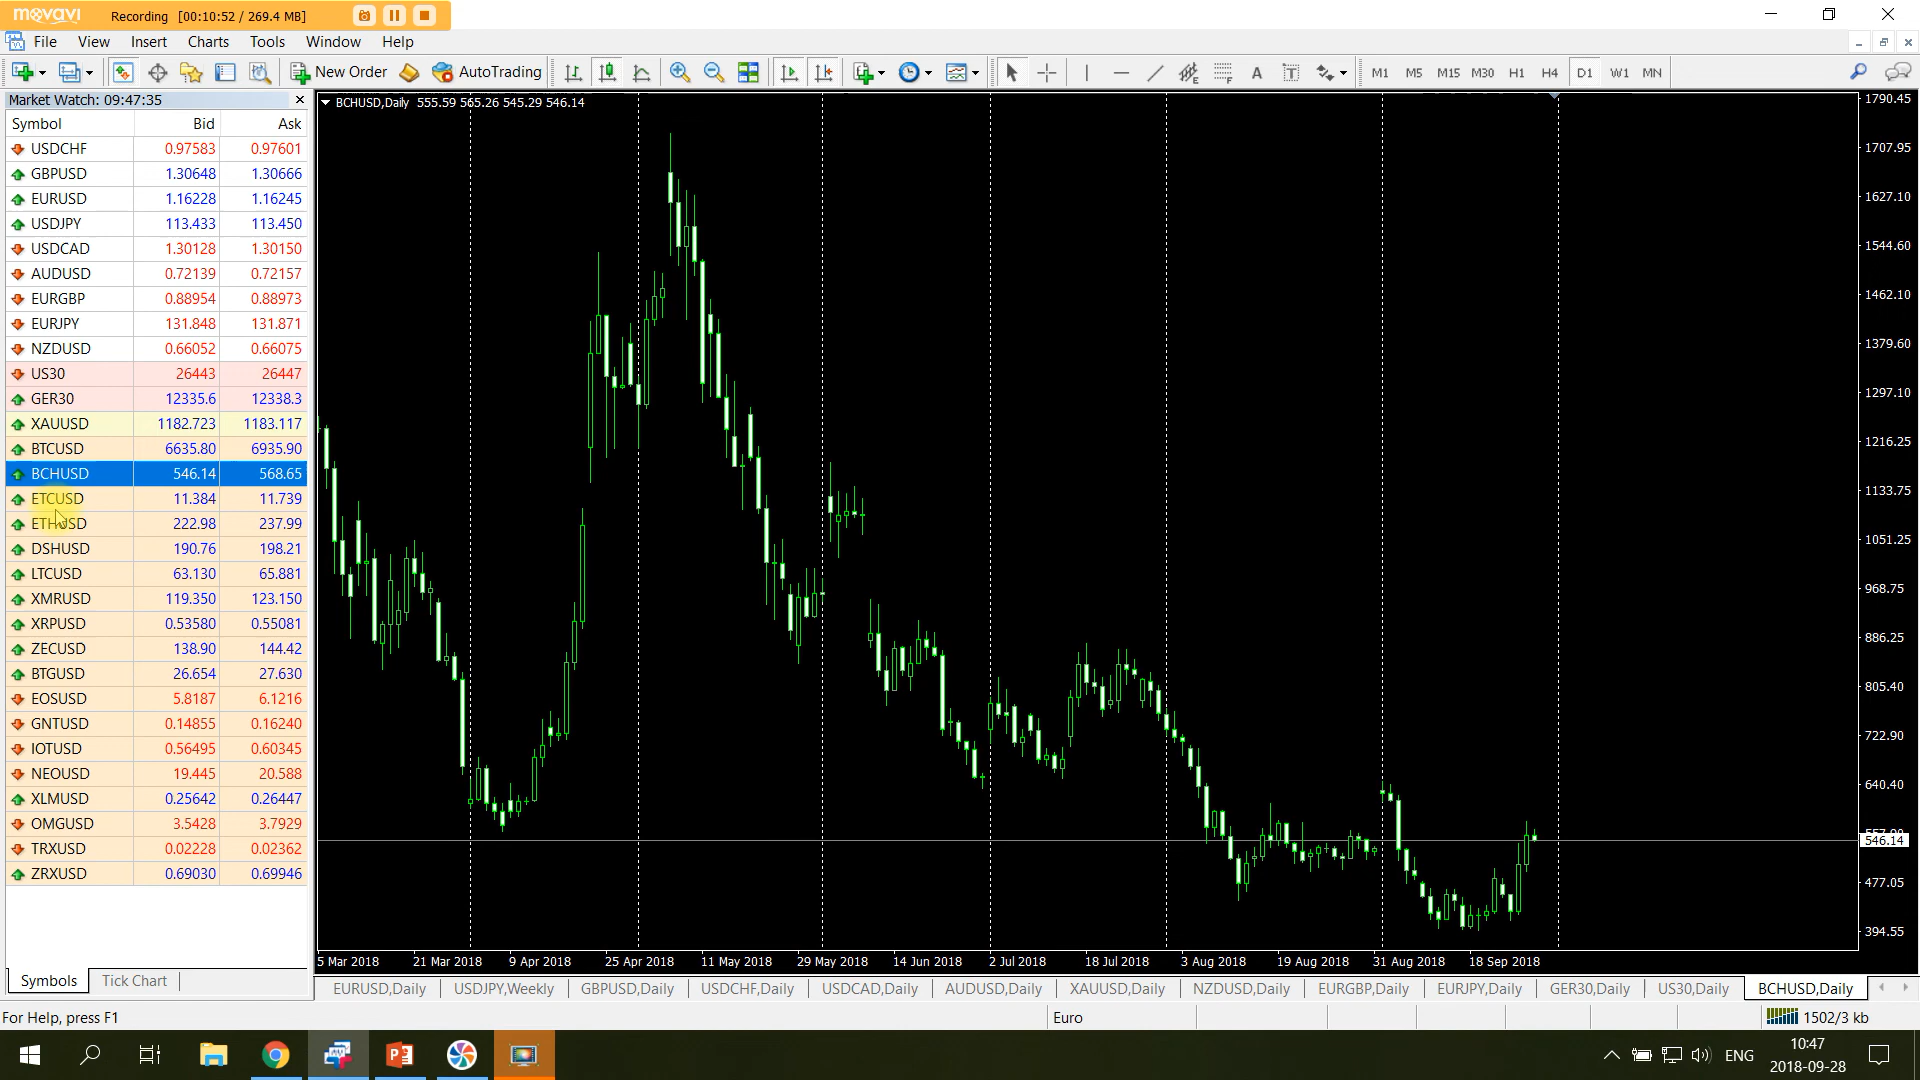 movavi Recording [00:10:52 / 269.4 MB]
File View Insert Charts Tools Window Help
New Order AutoTrading A T M1 M5 M15 M30 H1 H4 D1 W1 MN
Market Watch: 09:47:35
Symbol Bid Ask
USDCHF 0.97583 0.97601
GBPUSD 1.30648 1.30666
EURUSD 1.16228 1.16245
USDJPY 113.433 113.450
USDCAD 1.30128 1.30150
AUDUSD 0.72139 0.72157
EURGBP 0.88954 0.88973
EURJPY 131.848 131.871
NZDUSD 0.66052 0.66075
US30 26443 26447
GER30 12335.6 12338.3
XAUUSD 1182.723 1183.117
BTCUSD 6635.80 6935.90
BCHUSD 546.14 568.65
ETCUSD 11.384 11.739
ETHUSD 222.98 237.99
DSHUSD 190.76 198.21
LTCUSD 63.130 65.881
XMRUSD 119.350 123.150
XRPUSD 0.53580 0.55081
ZECUSD 138.90 144.42
BTGUSD 26.654 27.630
EOSUSD 5.8187 6.1216
GNTUSD 0.14855 0.16240
IOTUSD 0.56495 0.60345
NEOUSD 19.445 20.588
XLMUSD 0.25642 0.26447
OMGUSD 3.5428 3.7929
TRXUSD 0.02228 0.02362
ZRXUSD 0.69030 0.69946
Symbols Tick Chart
BCHUSD,Daily 555.59 565.26 545.29 546.14
1790.45
1707.95
1627.10
1544.60
1462.10
1379.60
1297.10
1216.25
1133.75
1051.25
968.75
886.25
805.40
722.90
640.40
546.14
477.05
394.55
5 Mar 2018 21 Mar 2018 9 Apr 2018 25 Apr 2018 11 May 2018 29 May 2018 14 Jun 2018 2 Jul 2018 18 Jul 2018 3 Aug 2018 19 Aug 2018 31 Aug 2018 18 Sep 2018
EURUSD,Daily USDJPY,Weekly GBPUSD,Daily USDCHF,Daily USDCAD,Daily AUDUSD,Daily XAUUSD,Daily NZDUSD,Daily EURGBP,Daily EURJPY,Daily GER30,Daily US30,Daily BCHUSD,Daily
For Help, press F1 Euro 1502/3 kb
ENG 10:47
2018-09-28